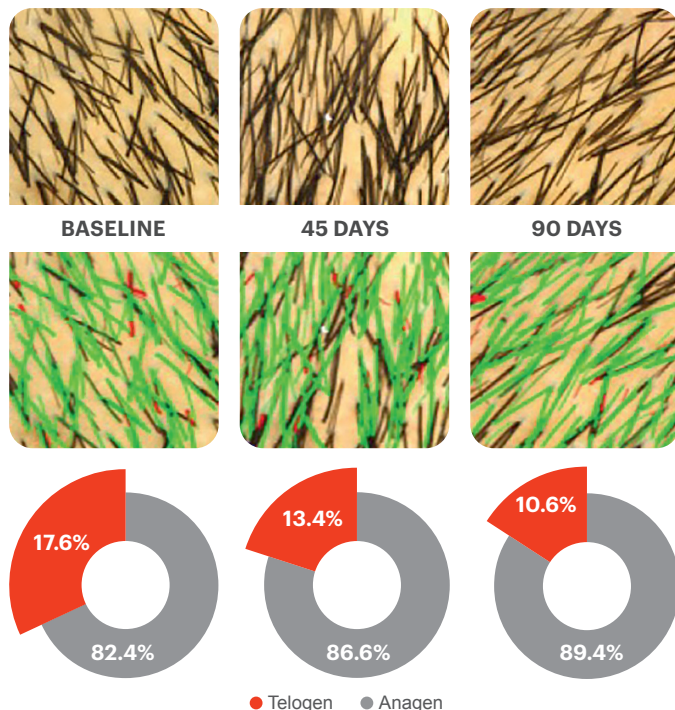 BASELINE
45 DAYS
90 DAYS
17.6%
82.4%
13.4%
86.6%
10.6%
89.4%
Telogen
Anagen